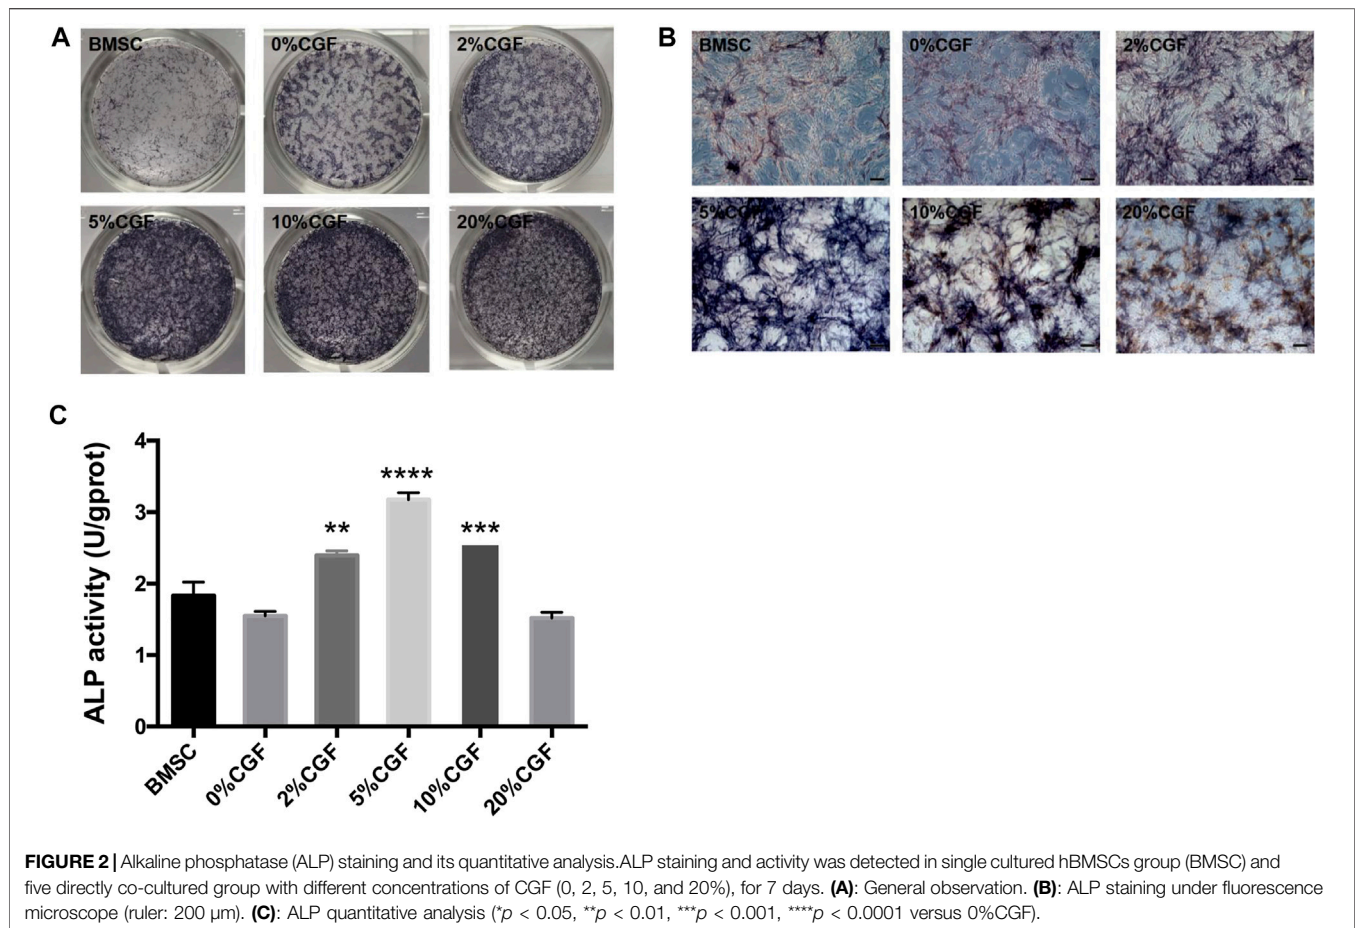 A
BMSC
0%CGF
2%CGF
5%CGF
10%CGF
20%CGF
B
BMSC
0%CGF
2%CGF
5%CGF
10%CGF
20%CGF
C
ALP activity (U/gprot)
4
3
2
1
0
**
****
***
BMSC
0%CGF
2%CGF
5%CGF
10%CGF
20%CGF
FIGURE 2 | Alkaline phosphatase (ALP) staining and its quantitative analysis.ALP staining and activity was detected in single cultured hBMSCs group (BMSC) and
five directly co-cultured group with different concentrations of CGF (0, 2, 5, 10, and 20%), for 7 days. (A): General observation. (B): ALP staining under fluorescence
microscope (ruler: 200 μm). (C): ALP quantitative analysis (*p < 0.05, **p < 0.01, ***p < 0.001, ****p < 0.0001 versus 0%CGF).